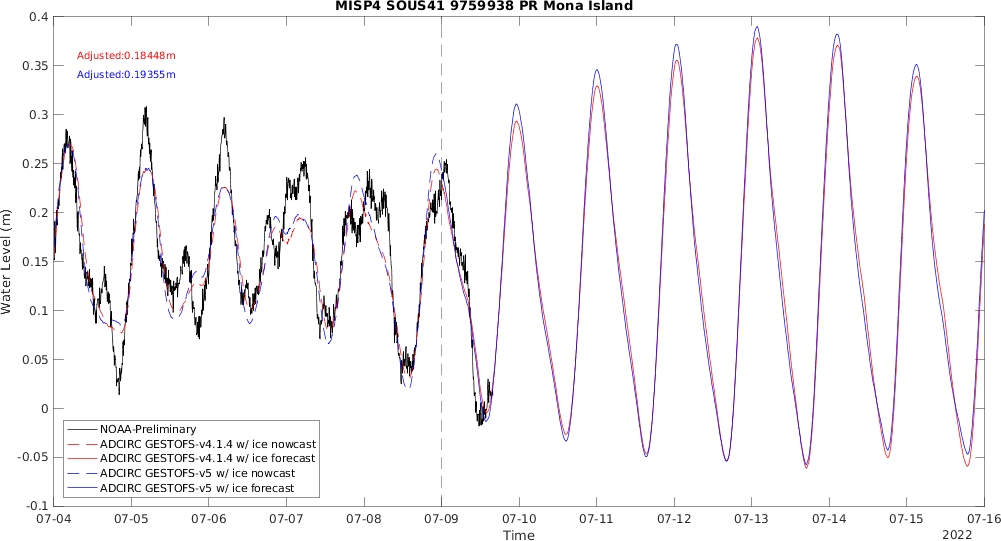 MISP4 SOUS41 9759938 PR Mona Island
Adjusted:0.18448m
Adjusted:0.19355m
0.4
0.35
0.3
0.25
0.2
0.15
0.1
0.05
0
-0.05
-0.1
Water Level (m)
NOAA-Preliminary
ADCIRC GESTOFS-v4.1.4 w/ ice nowcast
ADCIRC GESTOFS-v4.1.4 w/ ice forecast
ADCIRC GESTOFS-v5 w/ ice nowcast
ADCIRC GESTOFS-v5 w/ ice forecast
07-04 07-05 07-06 07-07 07-08 07-09 07-10 07-11 07-12 07-13 07-14 07-15 07-16
Time
2022